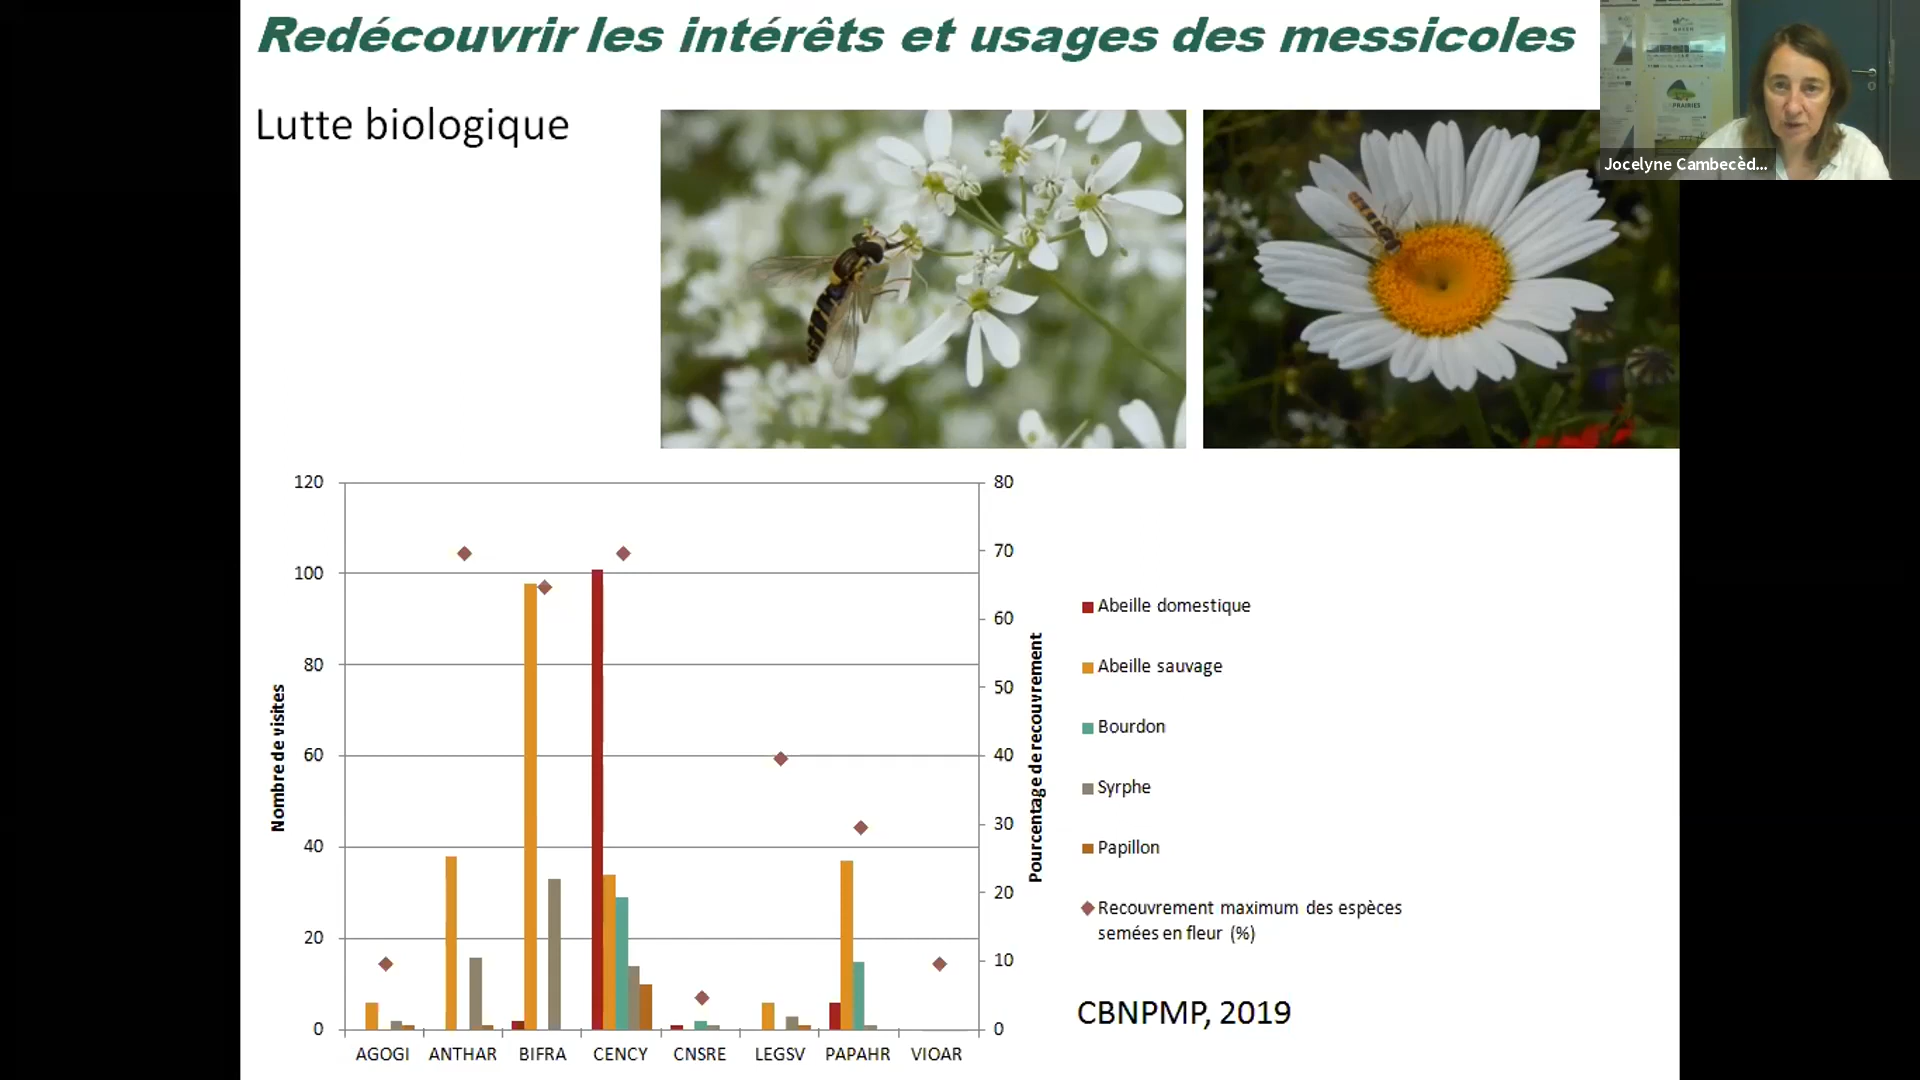 Redécouvrir les intérêts et usages des messicoles
PRAIRIES
Jocelyne Cambecèd...
Lutte biologique
120
100
80
60
40
20
0
Nombre de visites
80
70
60
50
40
30
20
10
0
Pourcentage de recouvrement
AGOGI ANTHAR BIFRA CENCY CNSRE LEGSV PAPAHR VIOAR
Abeille domestique
Abeille sauvage
Bourdon
Syrphe
Papillon
Recouvrement maximum des espèces
semées en fleur (%)
CBNPMP, 2019